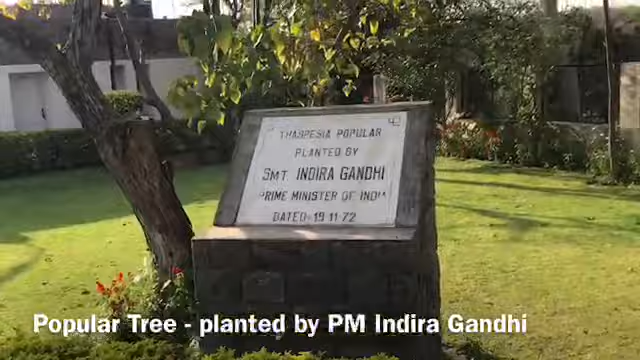 THASPESIA POPULAR
PLANTED BY
SMT INDIRA GANDHI
PRIME MINISTER OF INDIA
DATED 19 11 72
Popular Tree - planted by PM Indira Gandhi